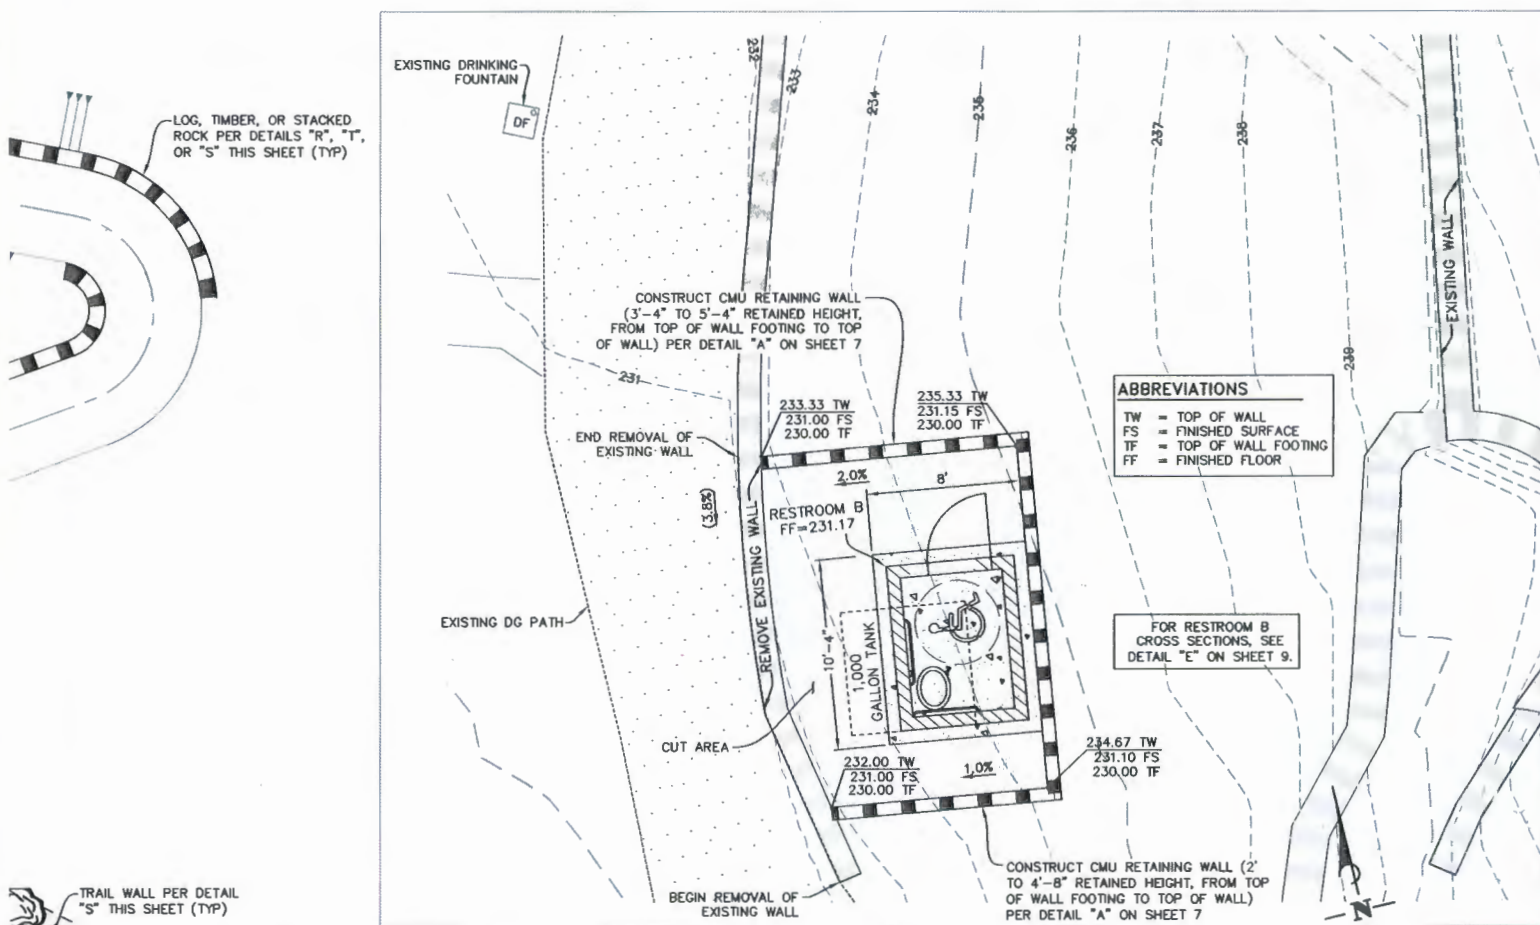 EXISTING DRINKING
FOUNTAIN
DF
LOG, TIMBER, OR STACKED
ROCK PER DETAILS "R", "T",
OR "S" THIS SHEET (TYP)
232
233
234
235
236
237
238
EXISTING WALL
CONSTRUCT CMU RETAINING WALL
(3'-4" TO 5'-4" RETAINED HEIGHT,
FROM TOP OF WALL FOOTING TO TOP
OF WALL) PER DETAIL "A" ON SHEET 7
231
239
ABBREVIATIONS
TW = TOP OF WALL
FS = FINISHED SURFACE
TF = TOP OF WALL FOOTING
FF = FINISHED FLOOR
233.33 TW
231.00 FS
230.00 TF
235.33 TW
231.15 FS
230.00 TF
END REMOVAL OF
EXISTING WALL
2.0%
8'
(3.8%)
RESTROOM B
FF=231.17
REMOVE EXISTING WALL
10'-4"
1,000
GALLON TANK
EXISTING DG PATH
FOR RESTROOM B
CROSS SECTIONS, SEE
DETAIL "E" ON SHEET 9.
CUT AREA
232.00 TW
231.00 FS
230.00 TF
1.0%
234.67 TW
231.10 FS
230.00 TF
BEGIN REMOVAL OF
EXISTING WALL
CONSTRUCT CMU RETAINING WALL (2'
TO 4'-8" RETAINED HEIGHT, FROM TOP
OF WALL FOOTING TO TOP OF WALL)
PER DETAIL "A" ON SHEET 7
N
TRAIL WALL PER DETAIL
"S" THIS SHEET (TYP)